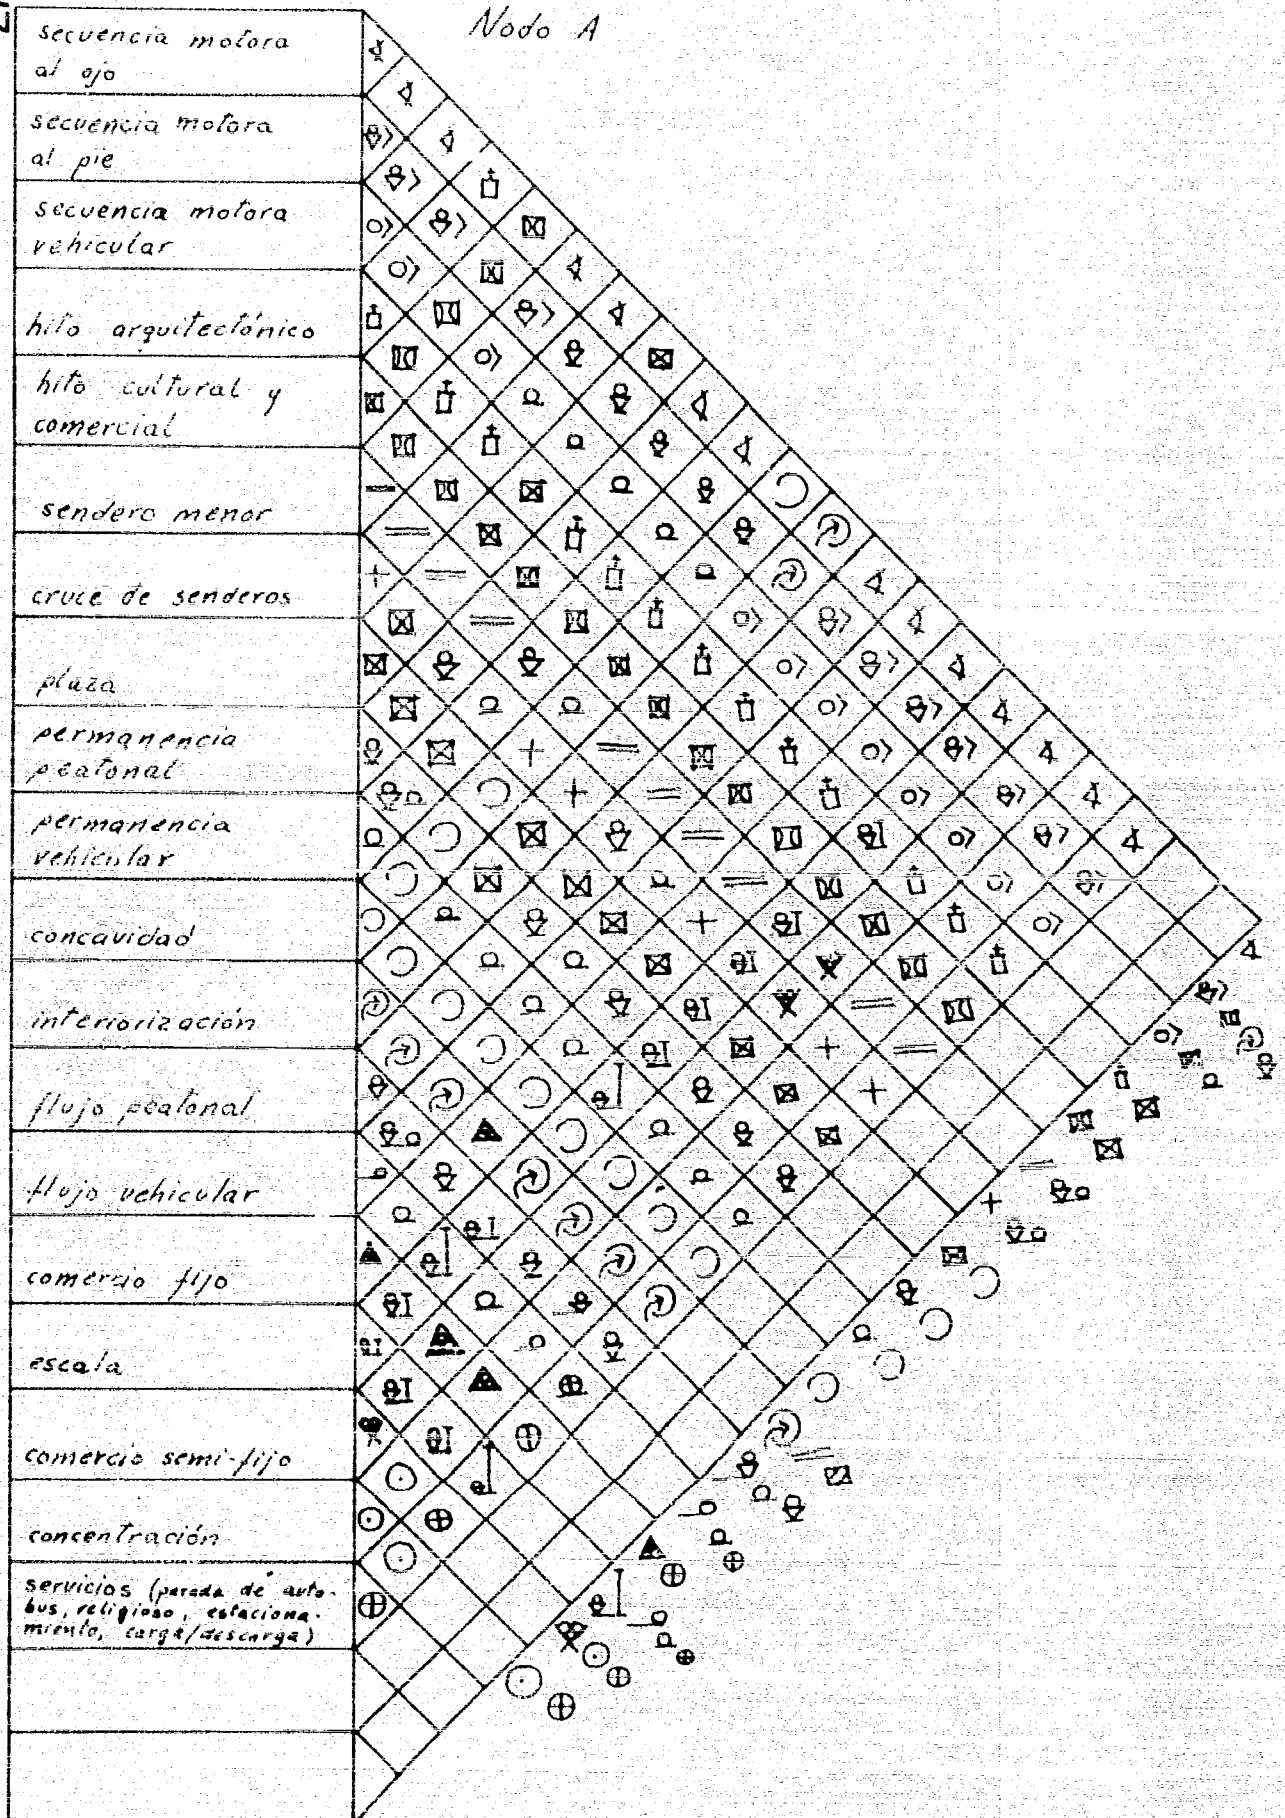 Nodo A
secuencia motora
al ojo
secuencia motora
al pie
secuencia motora
vehicular
hito arquitectónico
hito cultural y
comercial
sendero menor
cruce de senderos
plaza
permanencia
peatonal
permanencia
vehicular
concavidad
interiorización
flujo peatonal
flujo vehicular
comercio fijo
escala
comercio semi-fijo
concentración
servicios (parada de auto-
bus, religioso, estaciona-
miento, carga/descarga)